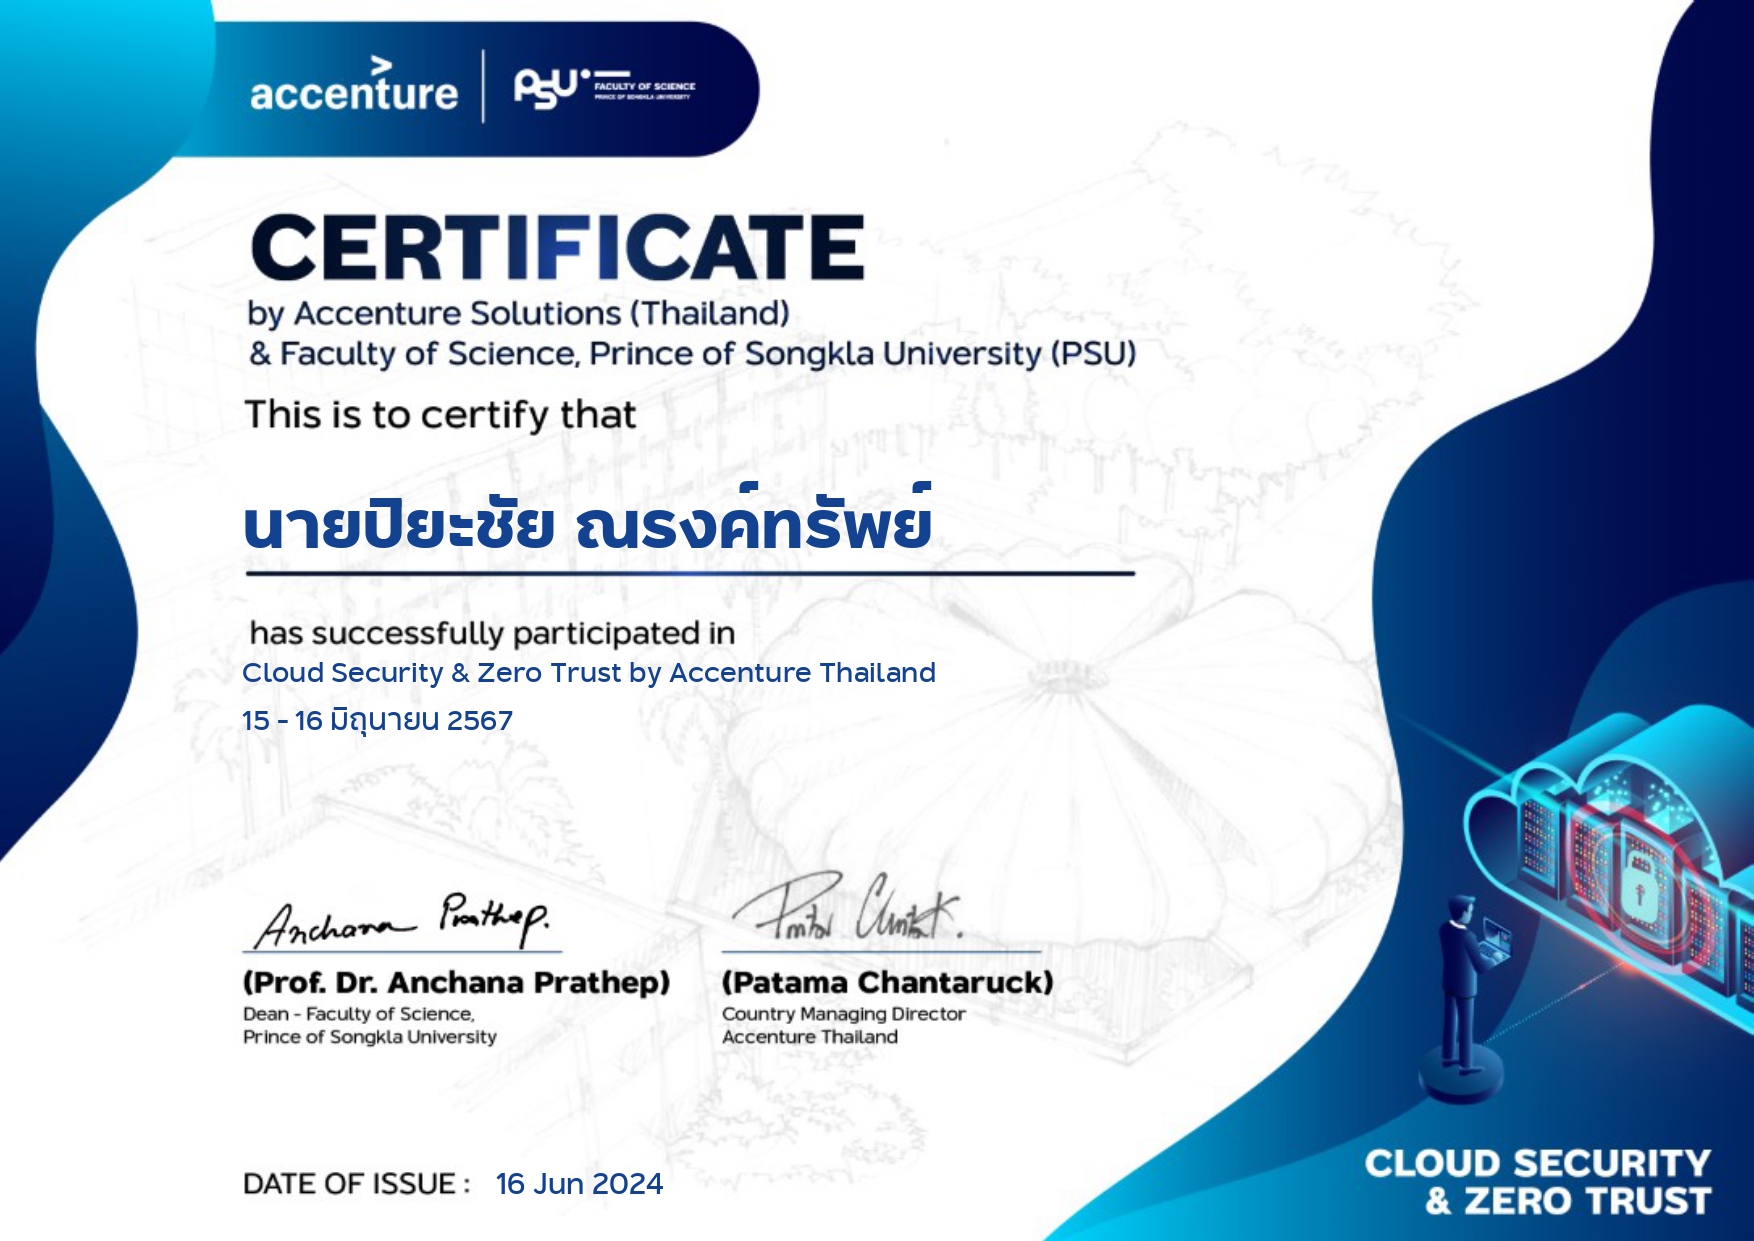 accenture
PSU FACULTY OF SCIENCE
PRINCE OF SONGKLA UNIVERSITY
CERTIFICATE
by Accenture Solutions (Thailand)
& Faculty of Science, Prince of Songkla University (PSU)
This is to certify that
นายปิยะชัย ณรงค์ทรัพย์
has successfully participated in
Cloud Security & Zero Trust by Accenture Thailand
15 - 16 มิถุนายน 2567
Anchana Prathep.
(Prof. Dr. Anchana Prathep)
Dean - Faculty of Science,
Prince of Songkla University
(Patama Chantaruck)
Country Managing Director
Accenture Thailand
DATE OF ISSUE : 16 Jun 2024
CLOUD SECURITY
& ZERO TRUST